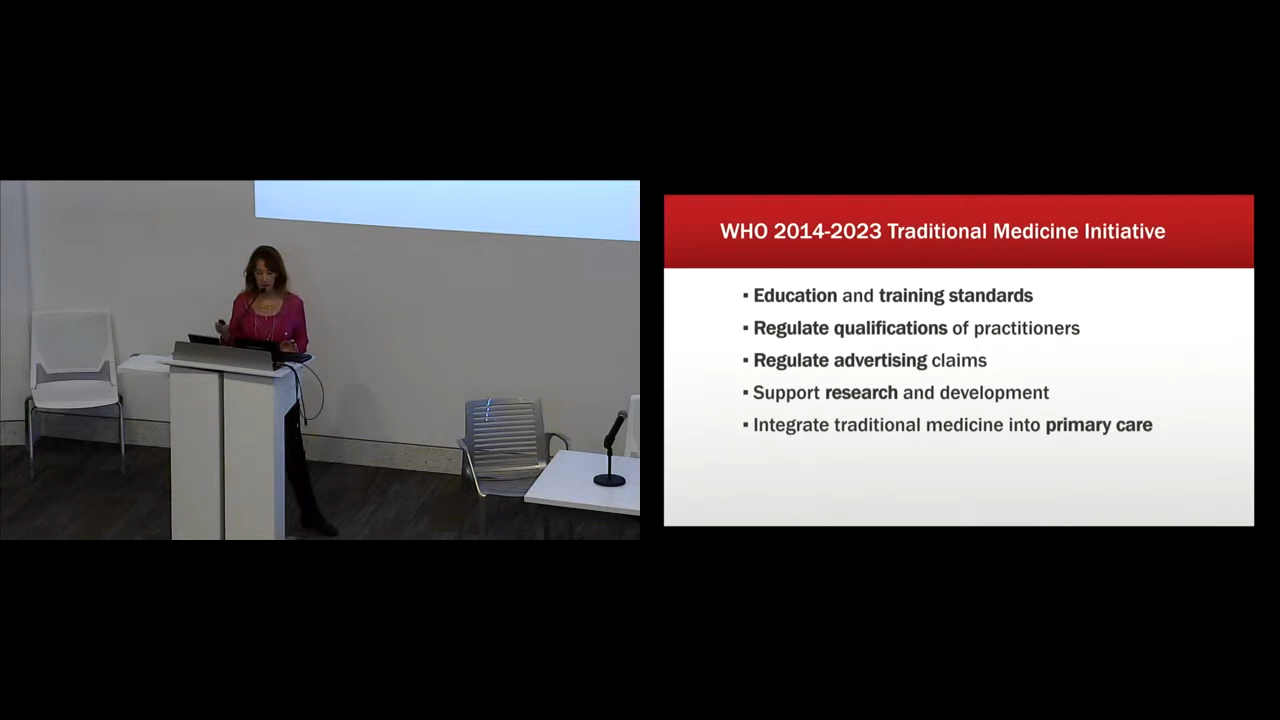 WHO 2014-2023 Traditional Medicine Initiative
▪ Education and training standards
▪ Regulate qualifications of practitioners
▪ Regulate advertising claims
▪ Support research and development
▪ Integrate traditional medicine into primary care